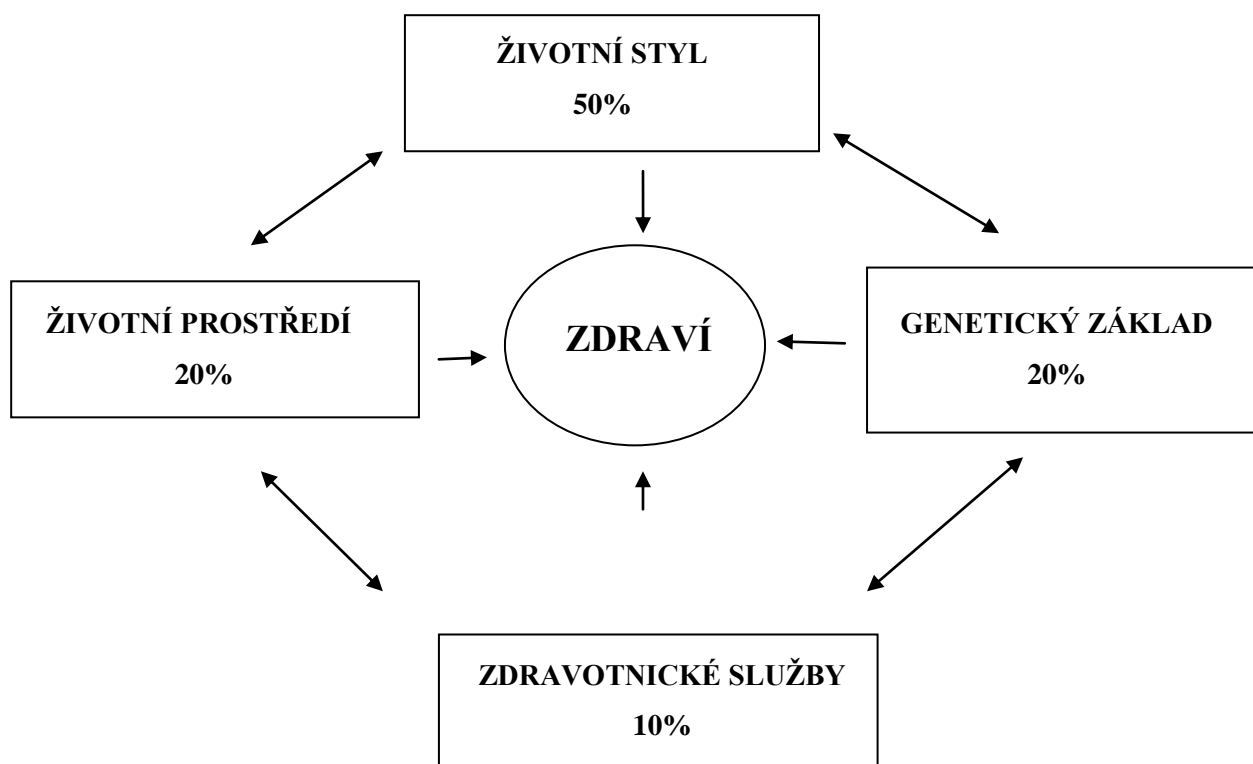 ŽIVOTNÍ STYL
50%
ŽIVOTNÍ PROSTŘEDÍ
20%
ZDRAVÍ
GENETICKÝ ZÁKLAD
20%
ZDRAVOTNICKÉ SLUŽBY
10%